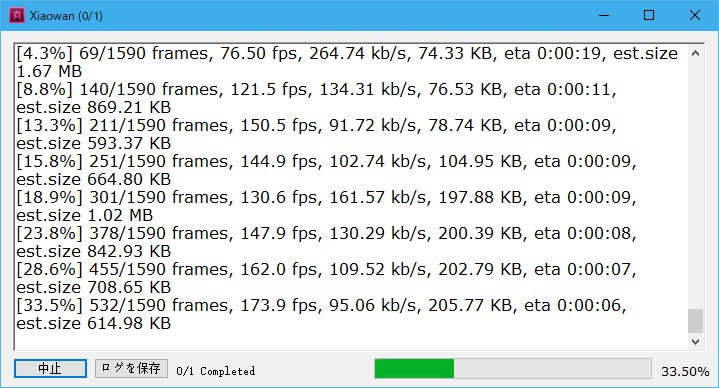 丸 Xiaowan (0/1)
[4.3%] 69/1590 frames, 76.50 fps, 264.74 kb/s, 74.33 KB, eta 0:00:19, est.size
1.67 MB
[8.8%] 140/1590 frames, 121.5 fps, 134.31 kb/s, 76.53 KB, eta 0:00:11,
est.size 869.21 KB
[13.3%] 211/1590 frames, 150.5 fps, 91.72 kb/s, 78.74 KB, eta 0:00:09,
est.size 593.37 KB
[15.8%] 251/1590 frames, 144.9 fps, 102.74 kb/s, 104.95 KB, eta 0:00:09,
est.size 664.80 KB
[18.9%] 301/1590 frames, 130.6 fps, 161.57 kb/s, 197.88 KB, eta 0:00:09,
est.size 1.02 MB
[23.8%] 378/1590 frames, 147.9 fps, 130.29 kb/s, 200.39 KB, eta 0:00:08,
est.size 842.93 KB
[28.6%] 455/1590 frames, 162.0 fps, 109.52 kb/s, 202.79 KB, eta 0:00:07,
est.size 708.65 KB
[33.5%] 532/1590 frames, 173.9 fps, 95.06 kb/s, 205.77 KB, eta 0:00:06,
est.size 614.98 KB
中止 ログを保存 0/1 Completed 33.50%